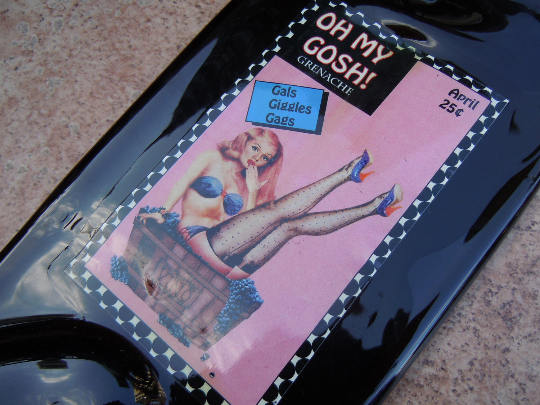 OH MY
GOSH!
GRENACHE
April
25¢
Gals
Giggles
Gags